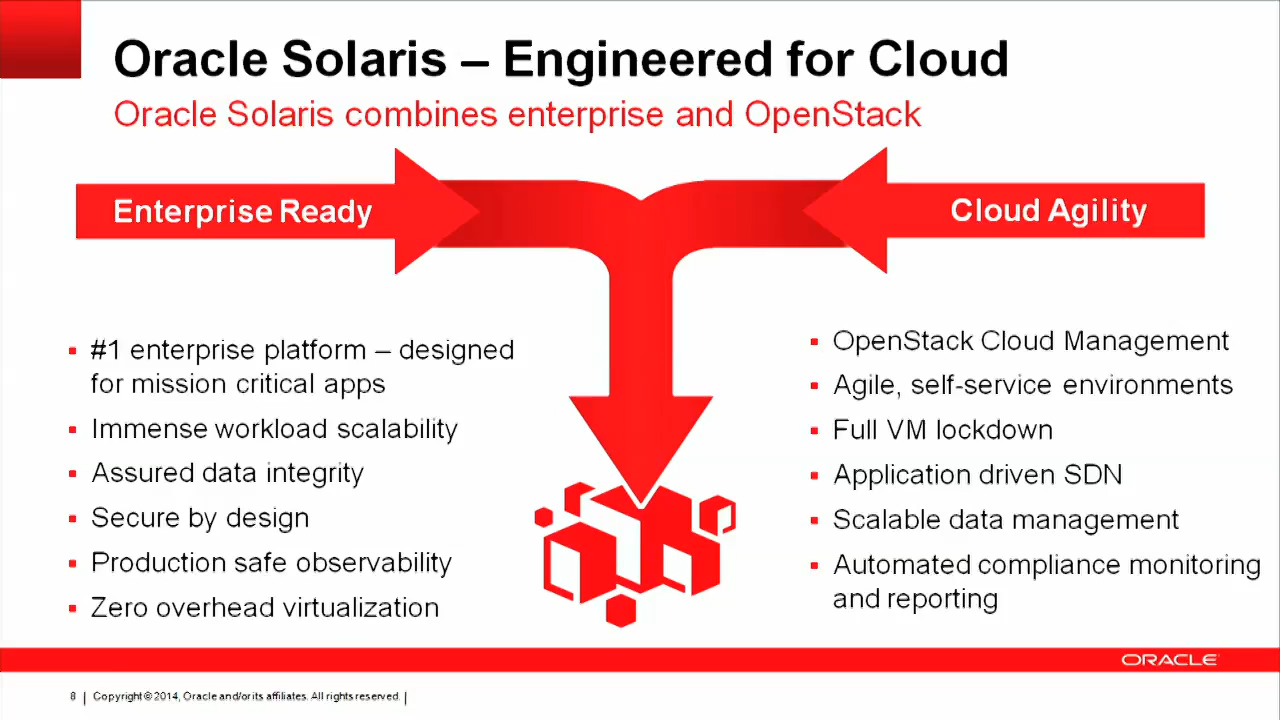 Oracle Solaris – Engineered for Cloud
Oracle Solaris combines enterprise and OpenStack
Enterprise Ready
Cloud Agility
▪ #1 enterprise platform – designed
for mission critical apps
▪ Immense workload scalability
▪ Assured data integrity
▪ Secure by design
▪ Production safe observability
▪ Zero overhead virtualization
▪ OpenStack Cloud Management
▪ Agile, self-service environments
▪ Full VM lockdown
▪ Application driven SDN
▪ Scalable data management
▪ Automated compliance monitoring
and reporting
ORACLE
8 | Copyright © 2014, Oracle and/or its affiliates. All rights reserved. |